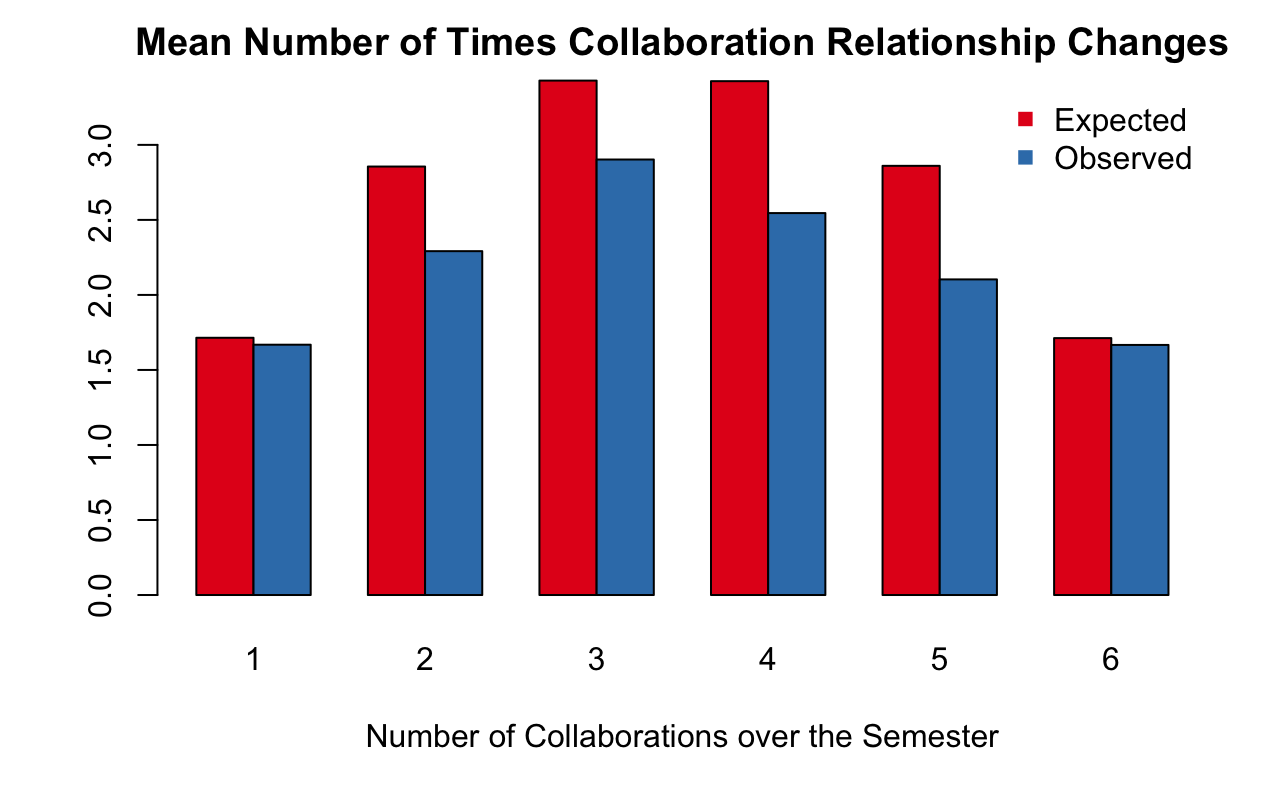 Mean Number of Times Collaboration Relationship Changes
Expected
Observed
3.0
2.5
2.0
1.5
1.0
0.5
0.0
1 2 3 4 5 6
Number of Collaborations over the Semester